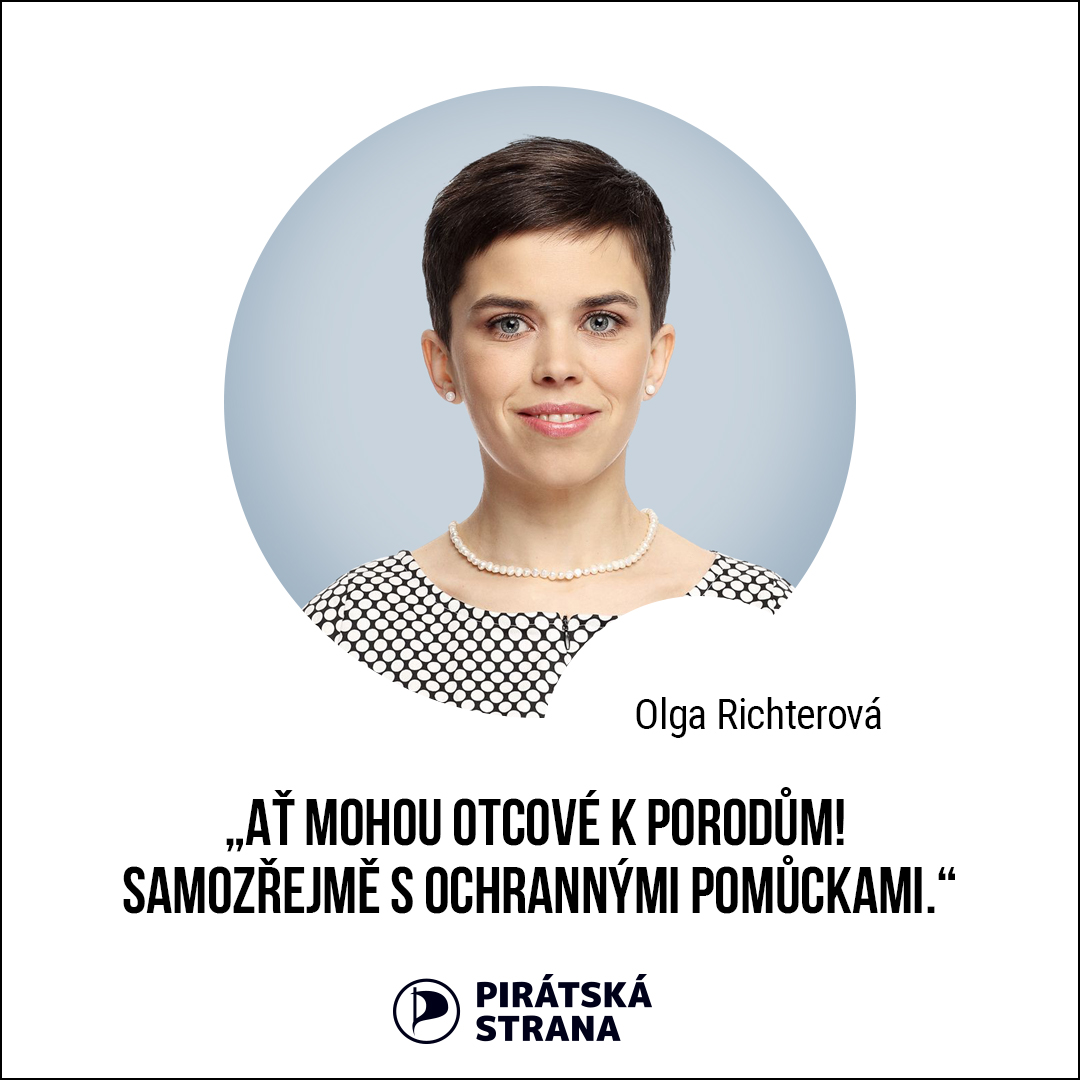 Olga Richterová
„AŤ MOHOU OTCOVÉ K PORODŮM!
SAMOZŘEJMĚ S OCHRANNÝMI POMŮCKAMI.“
PIRÁTSKÁ
STRANA